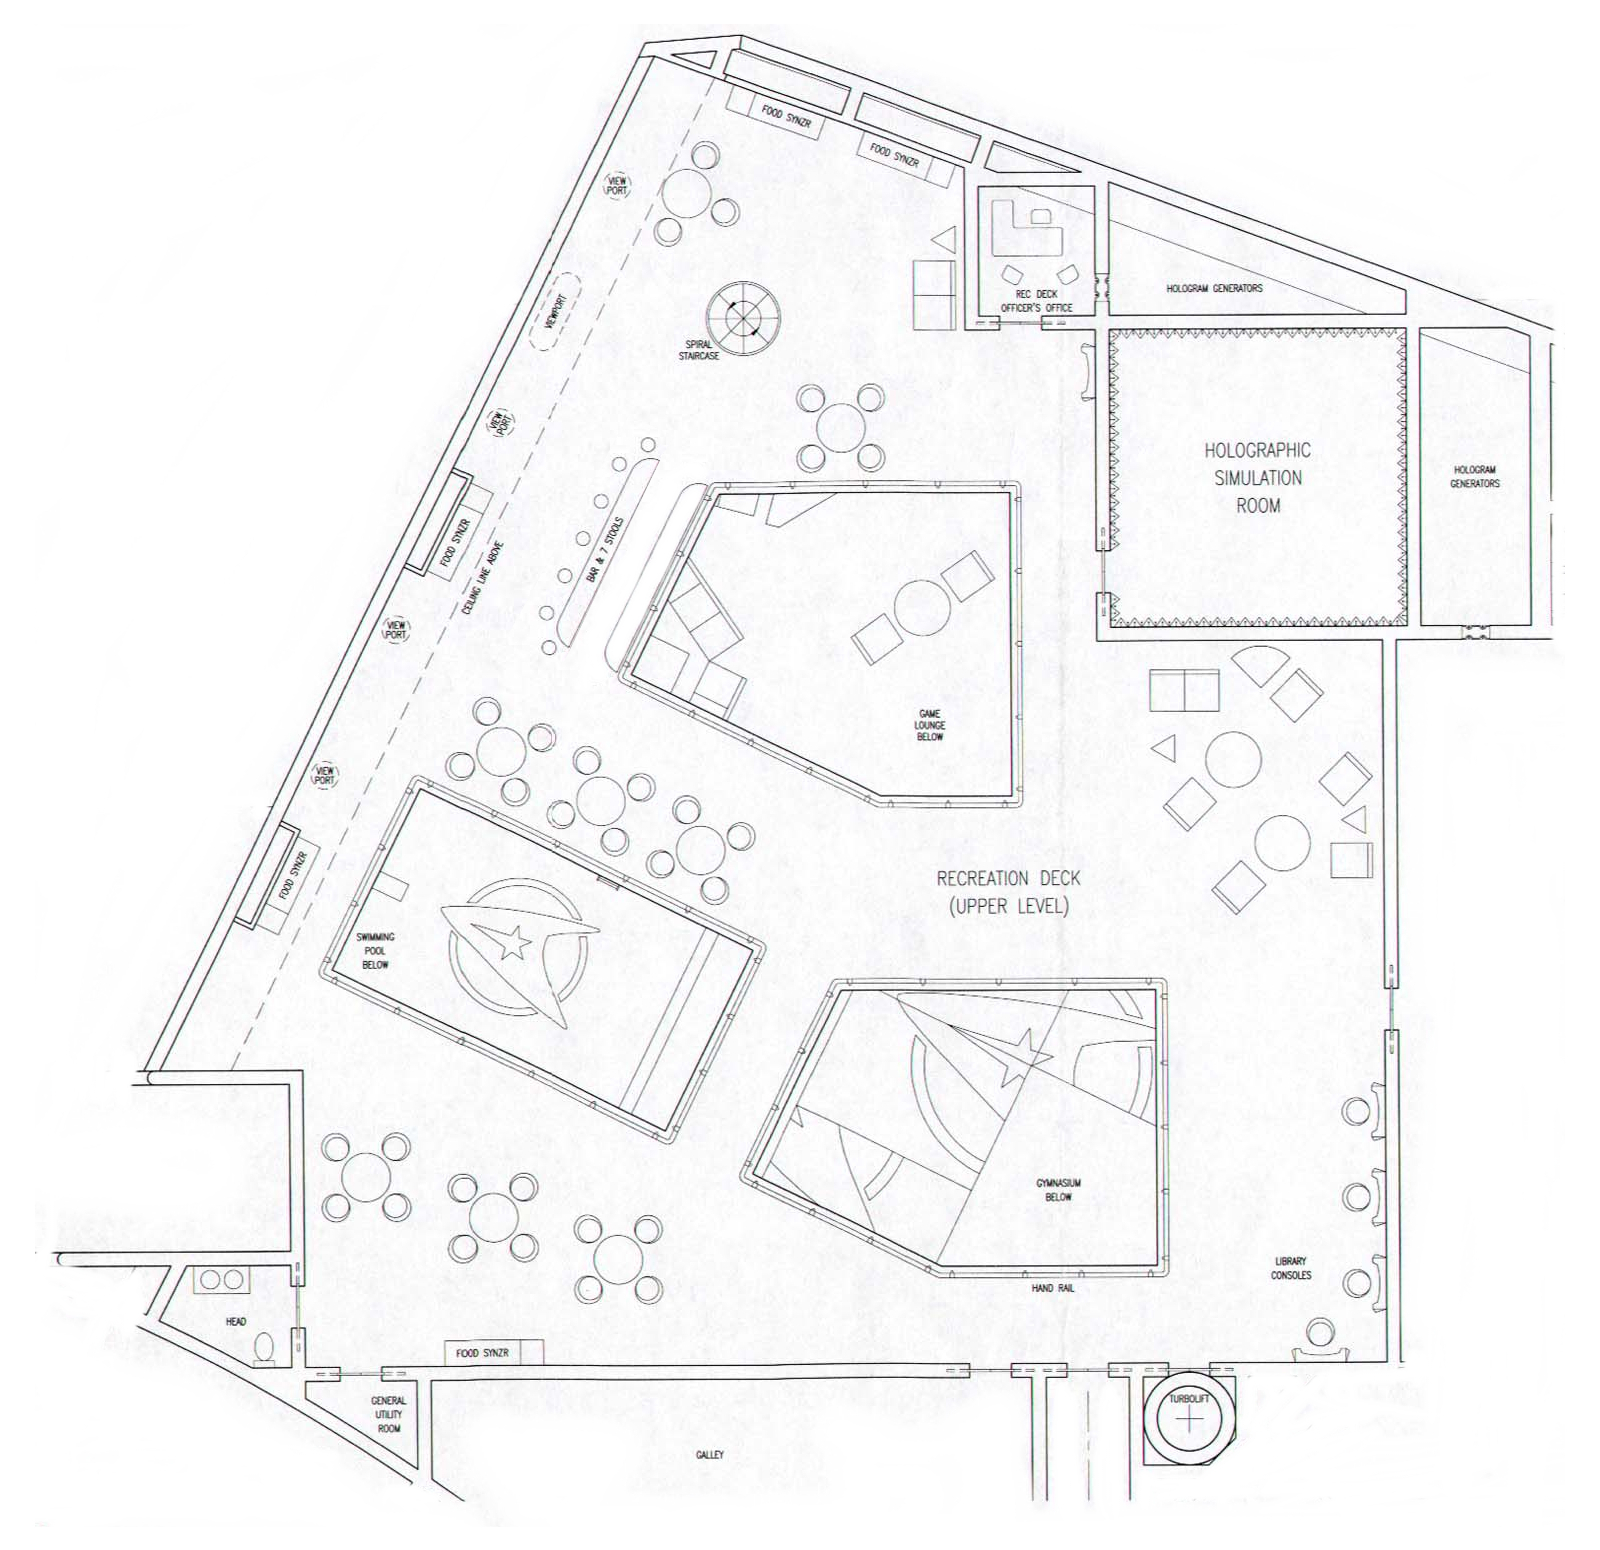 FOOD SYNZR
FOOD SYNZR
VIEW
PORT
REC DECK
OFFICER'S OFFICE
HOLOGRAM GENERATORS
VIEWPORT
SPIRAL
STAIRCASE
VIEW
PORT
HOLOGRAPHIC
SIMULATION
ROOM
HOLOGRAM
GENERATORS
FOOD SYNZR
CEILING LINE ABOVE
BAR & 7 STOOLS
VIEW
PORT
GAME
LOUNGE
BELOW
VIEW
PORT
FOOD SYNZR
RECREATION DECK
(UPPER LEVEL)
SWIMMING
POOL
BELOW
GYMNASIUM
BELOW
HAND RAIL
LIBRARY
CONSOLES
HEAD
FOOD SYNZR
GENERAL
UTILITY
ROOM
TURBOLIFT
GALLEY